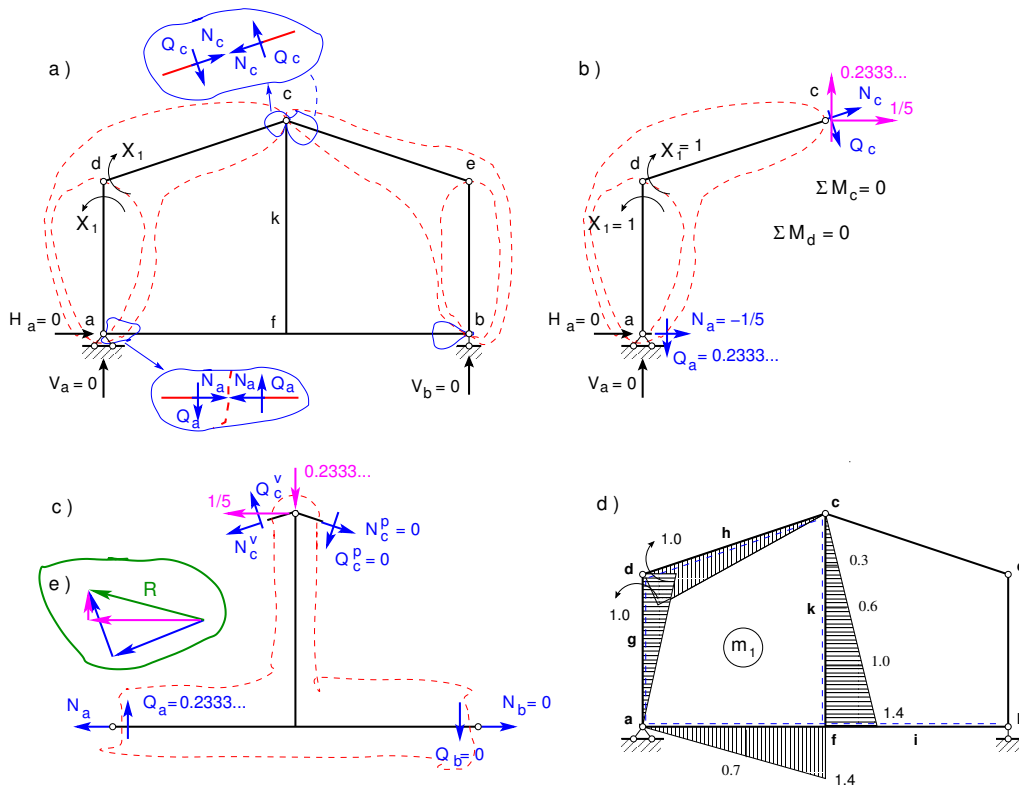 a )
Q c
N c
N c
Q c
c
d
X 1
X 1
e
k
H a = 0
a
f
b
V a = 0
V b = 0
N a
N a
Q a
Q a
b )
0.2333...
c
N c
1/5
Q c
d
X 1 = 1
X 1 = 1
Σ M c = 0
Σ M d = 0
H a = 0
a
N a = −1/5
Q a = 0.2333...
V a = 0
c )
0.2333...
Q c v
1/5
N c v
N c p = 0
Q c p = 0
e )
R
N a
Q a = 0.2333...
N b = 0
Q b = 0
d )
c
1.0
h
0.3
d
1.0
k
0.6
g
m 1
1.0
a
1.4
f
i
0.7
1.4